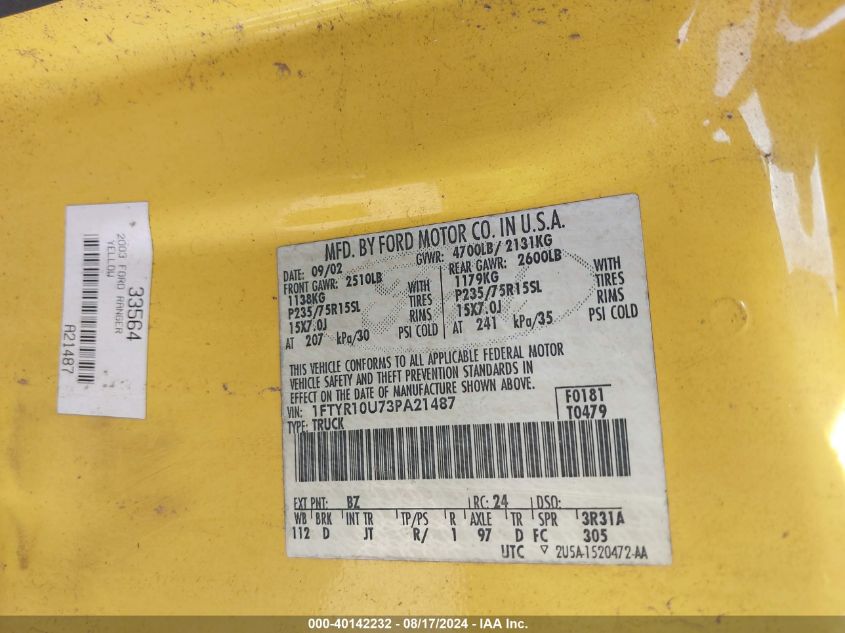 2003 FORD RANGER
YELLOW
33564
A21487
MFD. BY FORD MOTOR CO. IN U.S.A.
DATE: 09/02 GVWR: 4700LB/ 2131KG
FRONT GAWR: 2510LB REAR GAWR: 2600LB
1138KG WITH 1179KG WITH
P235/75R15SL TIRES P235/75R15SL TIRES
15X7.0J RIMS 15X7.0J RIMS
AT 207 kPa/30 PSI COLD AT 241 kPa/35 PSI COLD
THIS VEHICLE CONFORMS TO ALL APPLICABLE FEDERAL MOTOR
VEHICLE SAFETY AND THEFT PREVENTION STANDARDS IN
EFFECT ON THE DATE OF MANUFACTURE SHOWN ABOVE.
VIN: 1FTYR10U73PA21487 F0181
TYPE: TRUCK T0479
EXT PNT: BZ RC: 24 DSO:
WB BRK INT TR TP/PS R AXLE TR SPR 3R31A
112 D JT R/ 1 97 D FC 305
UTC ▽ 2U5A-1520472-AA
000-40142232 - 08/17/2024 - IAA Inc.